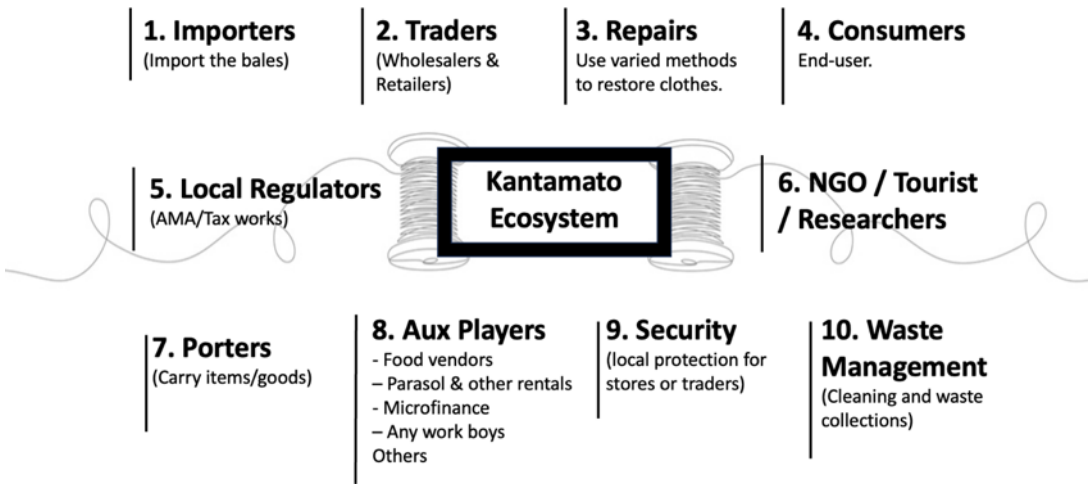 1. Importers
(Import the bales)
2. Traders
(Wholesalers &
Retailers)
3. Repairs
Use varied methods
to restore clothes.
4. Consumers
End-user.
5. Local Regulators
(AMA/Tax works)
Kantamato
Ecosystem
6. NGO / Tourist
/ Researchers
7. Porters
(Carry items/goods)
8. Aux Players
- Food vendors
– Parasol & other rentals
- Microfinance
– Any work boys
Others
9. Security
(local protection for
stores or traders)
10. Waste
Management
(Cleaning and waste
collections)